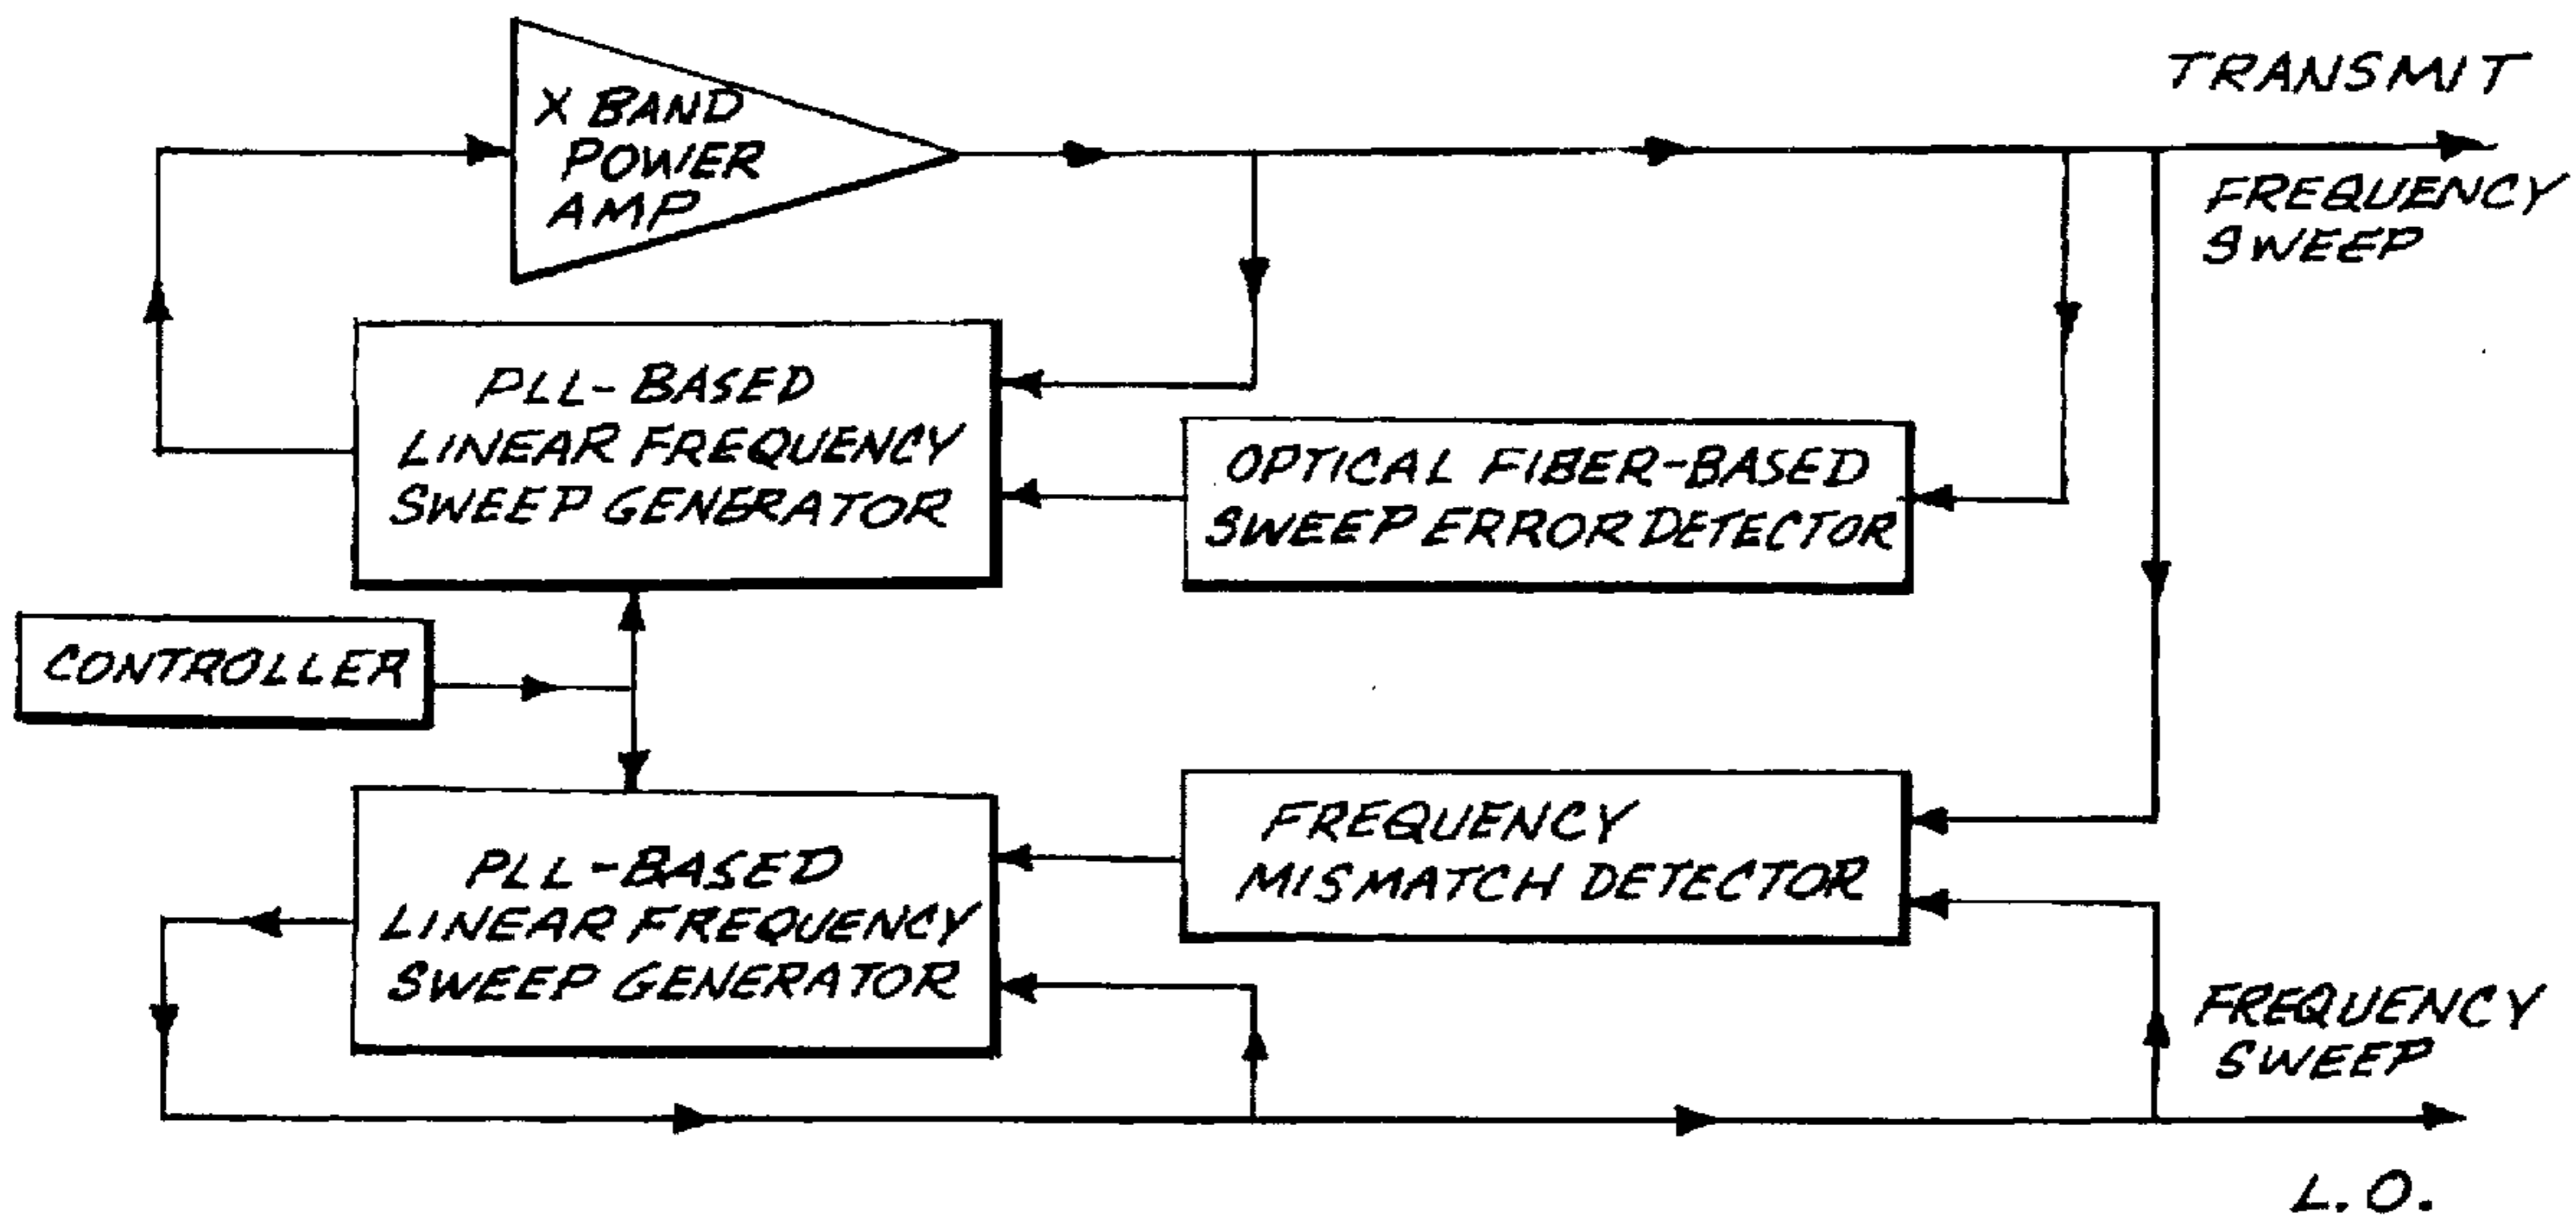 TRANSMIT
X BAND
POWER
AMP
FREQUENCY
SWEEP
PLL-BASED
LINEAR FREQUENCY
SWEEP GENERATOR
OPTICAL FIBER-BASED
SWEEP ERROR DETECTOR
CONTROLLER
FREQUENCY
MISMATCH DETECTOR
PLL-BASED
LINEAR FREQUENCY
SWEEP GENERATOR
FREQUENCY
SWEEP
L.O.